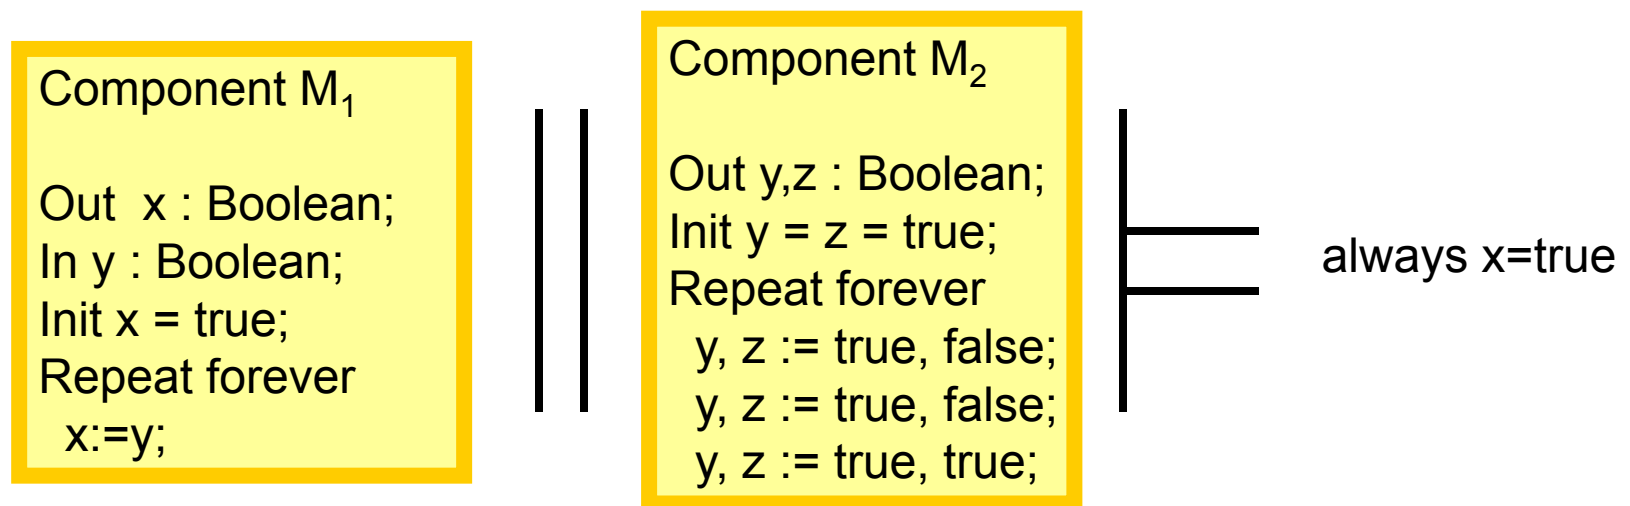 Component M₁
Out x : Boolean;
In y : Boolean;
Init x = true;
Repeat forever
x:=y;
Component M₂
Out y,z : Boolean;
Init y = z = true;
Repeat forever
y, z := true, false;
y, z := true, false;
y, z := true, true;
always x=true